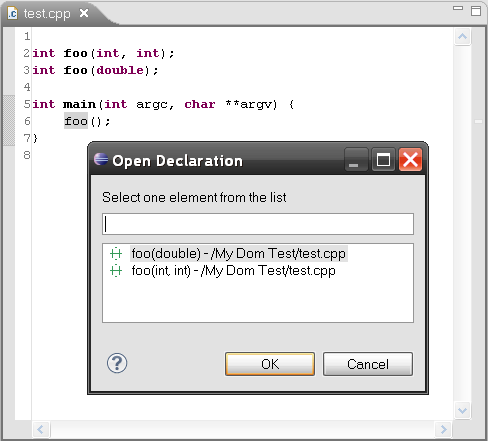 test.cpp
1
2 int foo(int, int);
3 int foo(double);
4
5 int main(int argc, char **argv) {
6     foo();
7 }
8
Open Declaration
Select one element from the list
foo(double) - /My Dom Test/test.cpp
foo(int, int) - /My Dom Test/test.cpp
?
OK Cancel